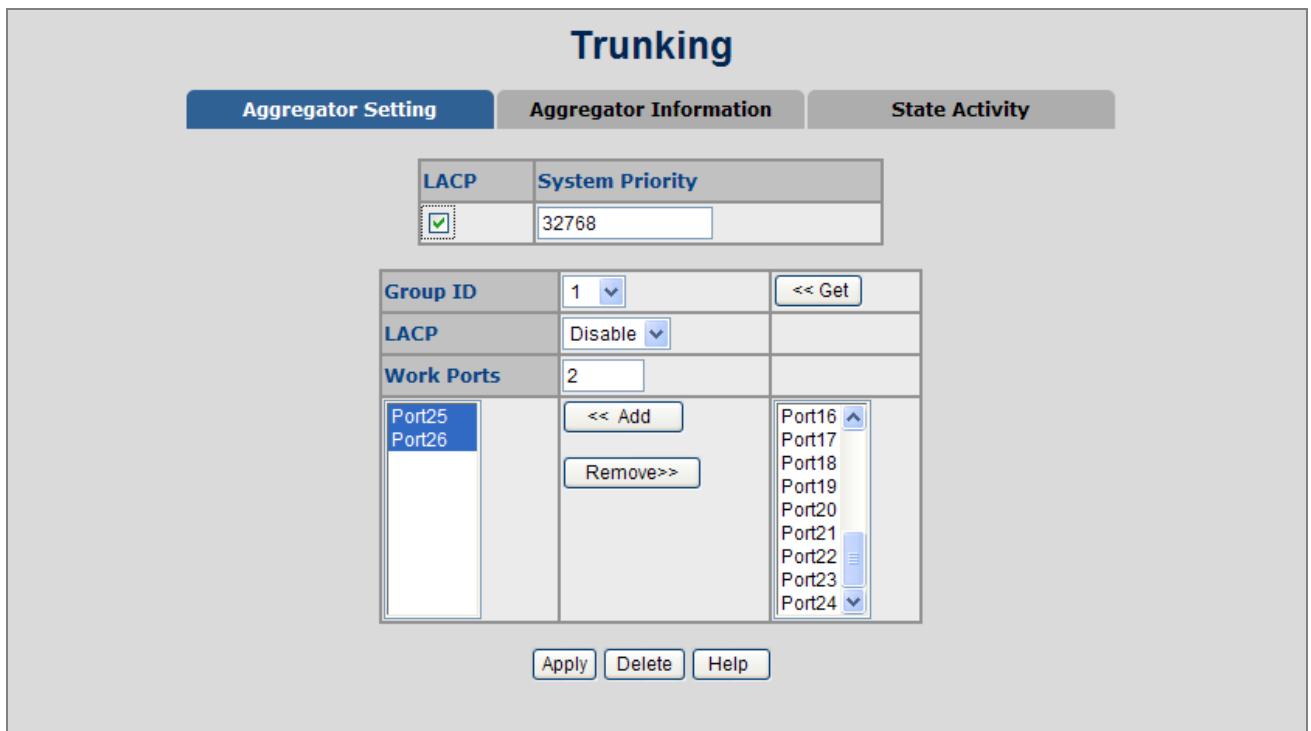 Trunking
Aggregator Setting Aggregator Information State Activity
LACP System Priority
32768
Group ID 1 << Get
LACP Disable
Work Ports 2
Port25 << Add Port16
Port26 Port17
Remove>> Port18
Port19
Port20
Port21
Port22
Port23
Port24
Apply Delete Help